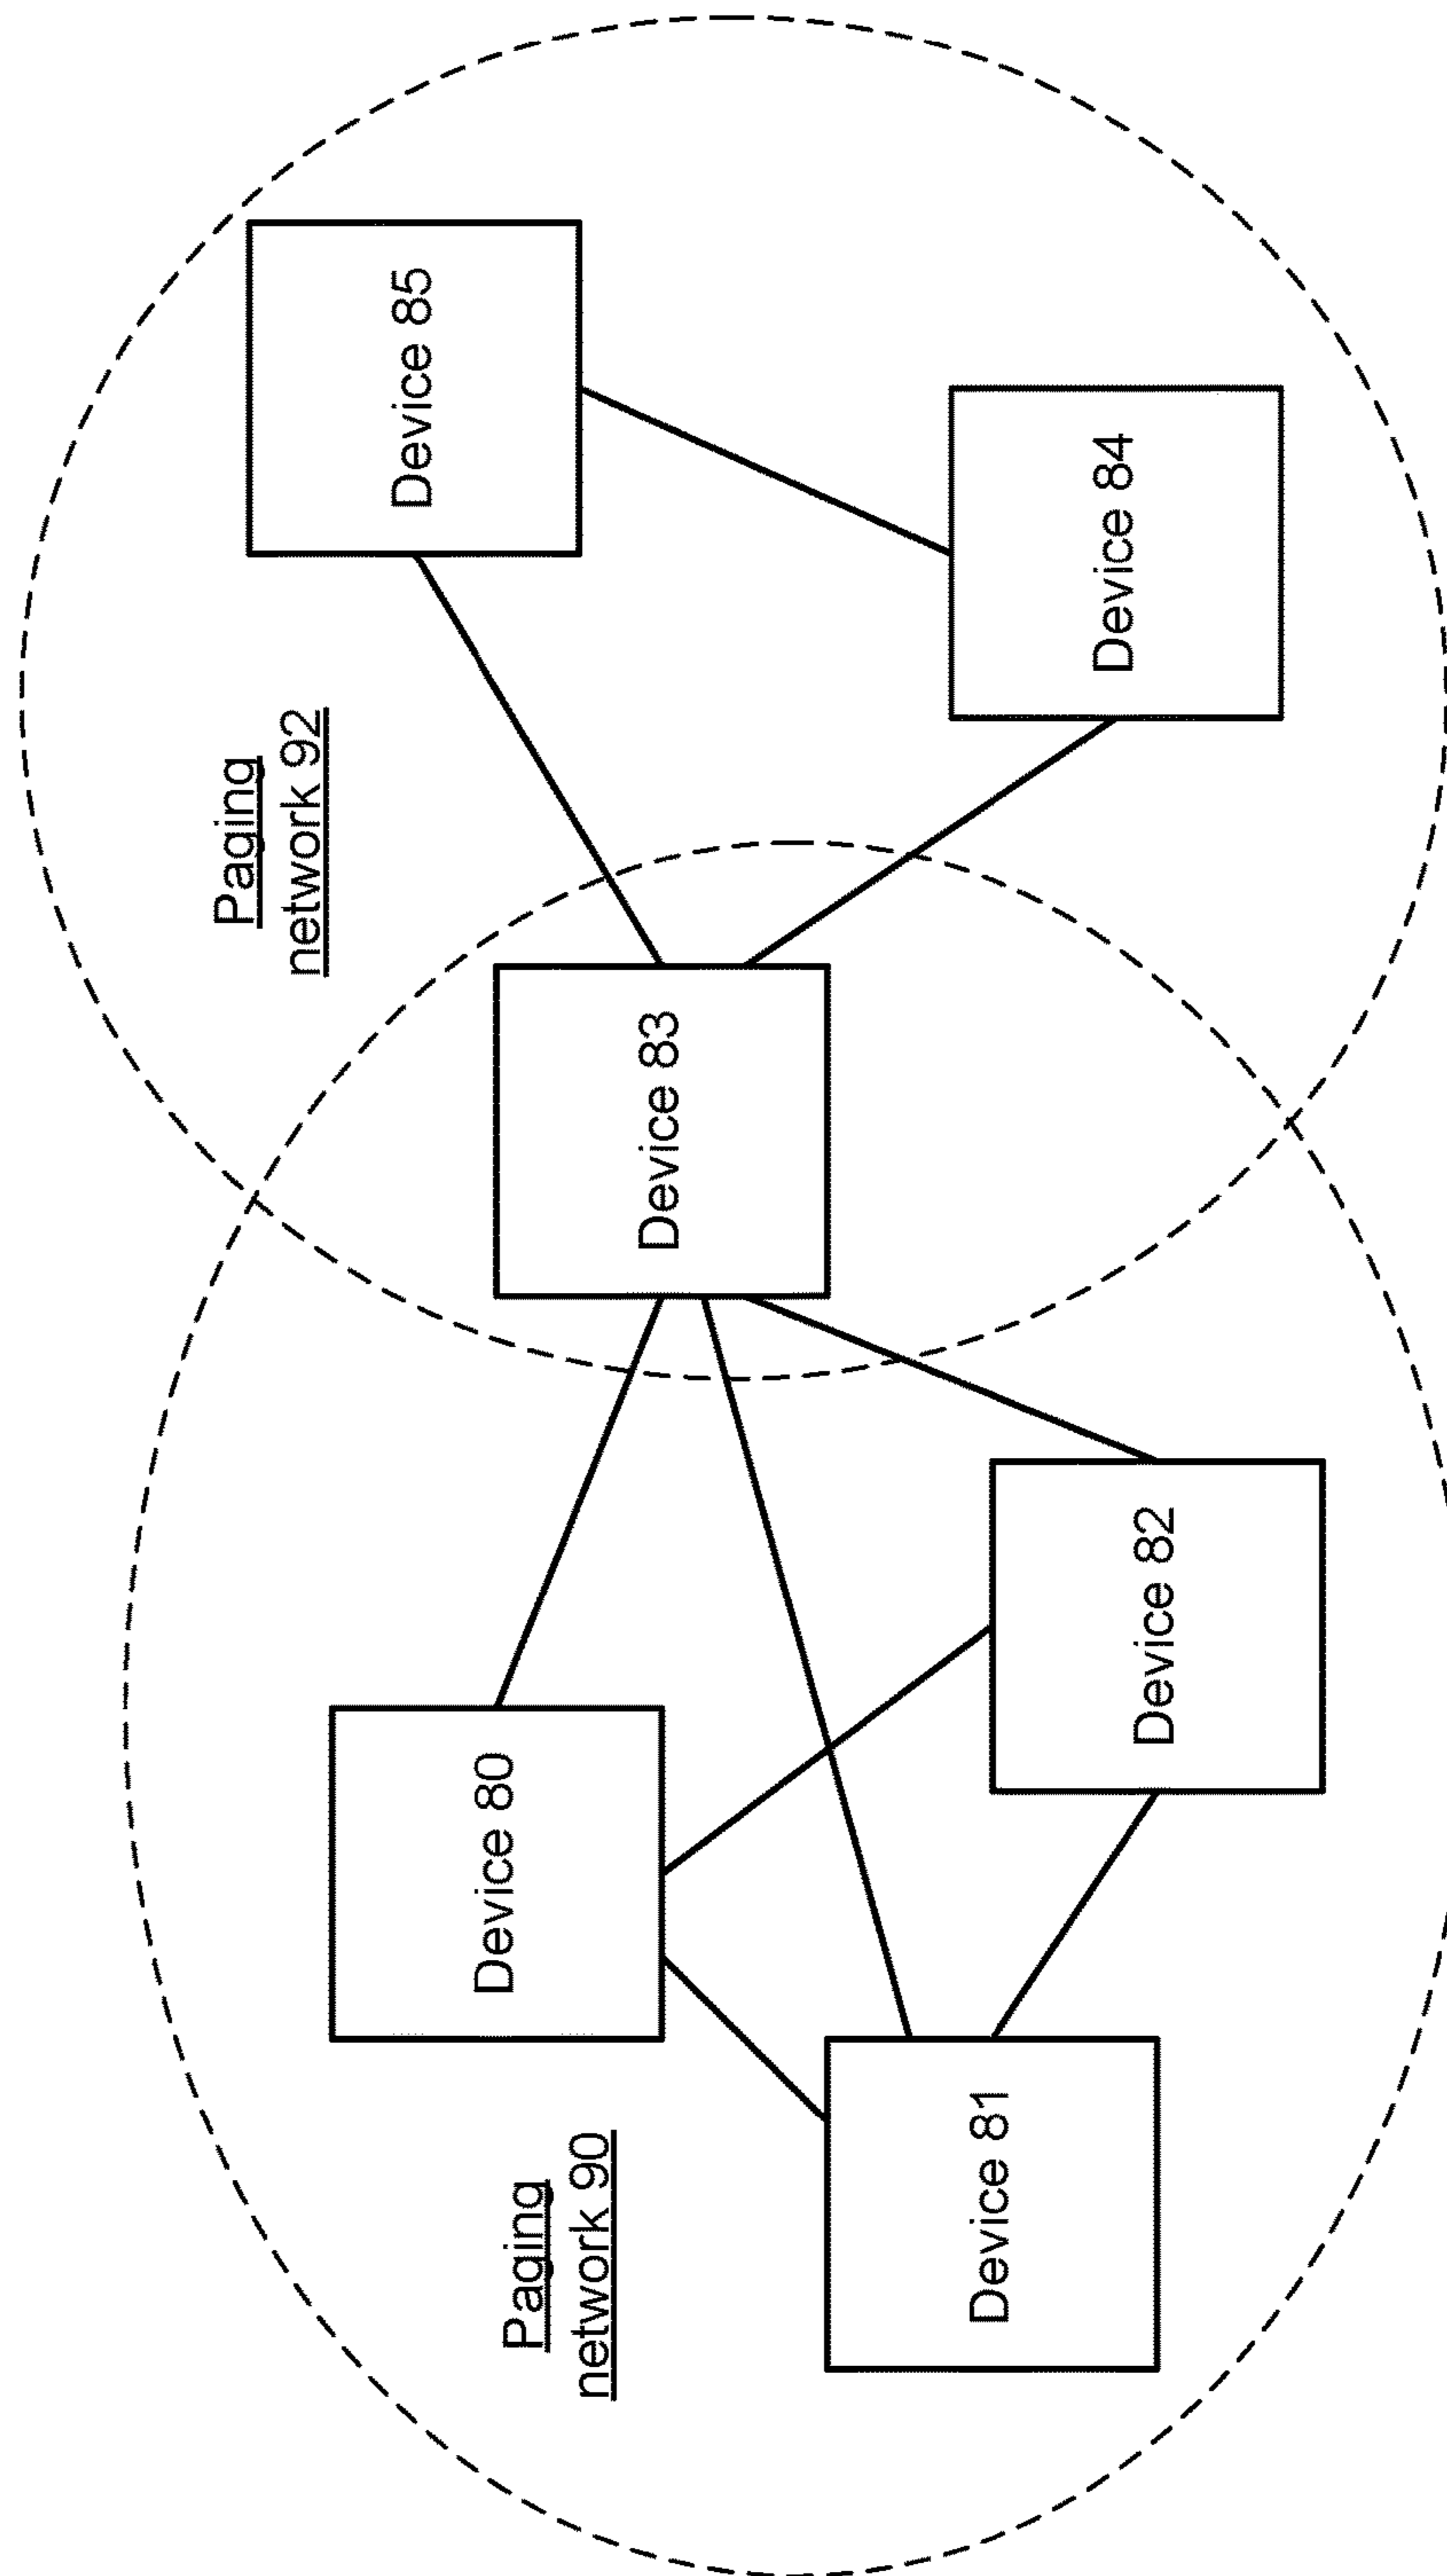 Paging
network 90
Paging
network 92
Device 80
Device 83
Device 85
Device 81
Device 82
Device 84